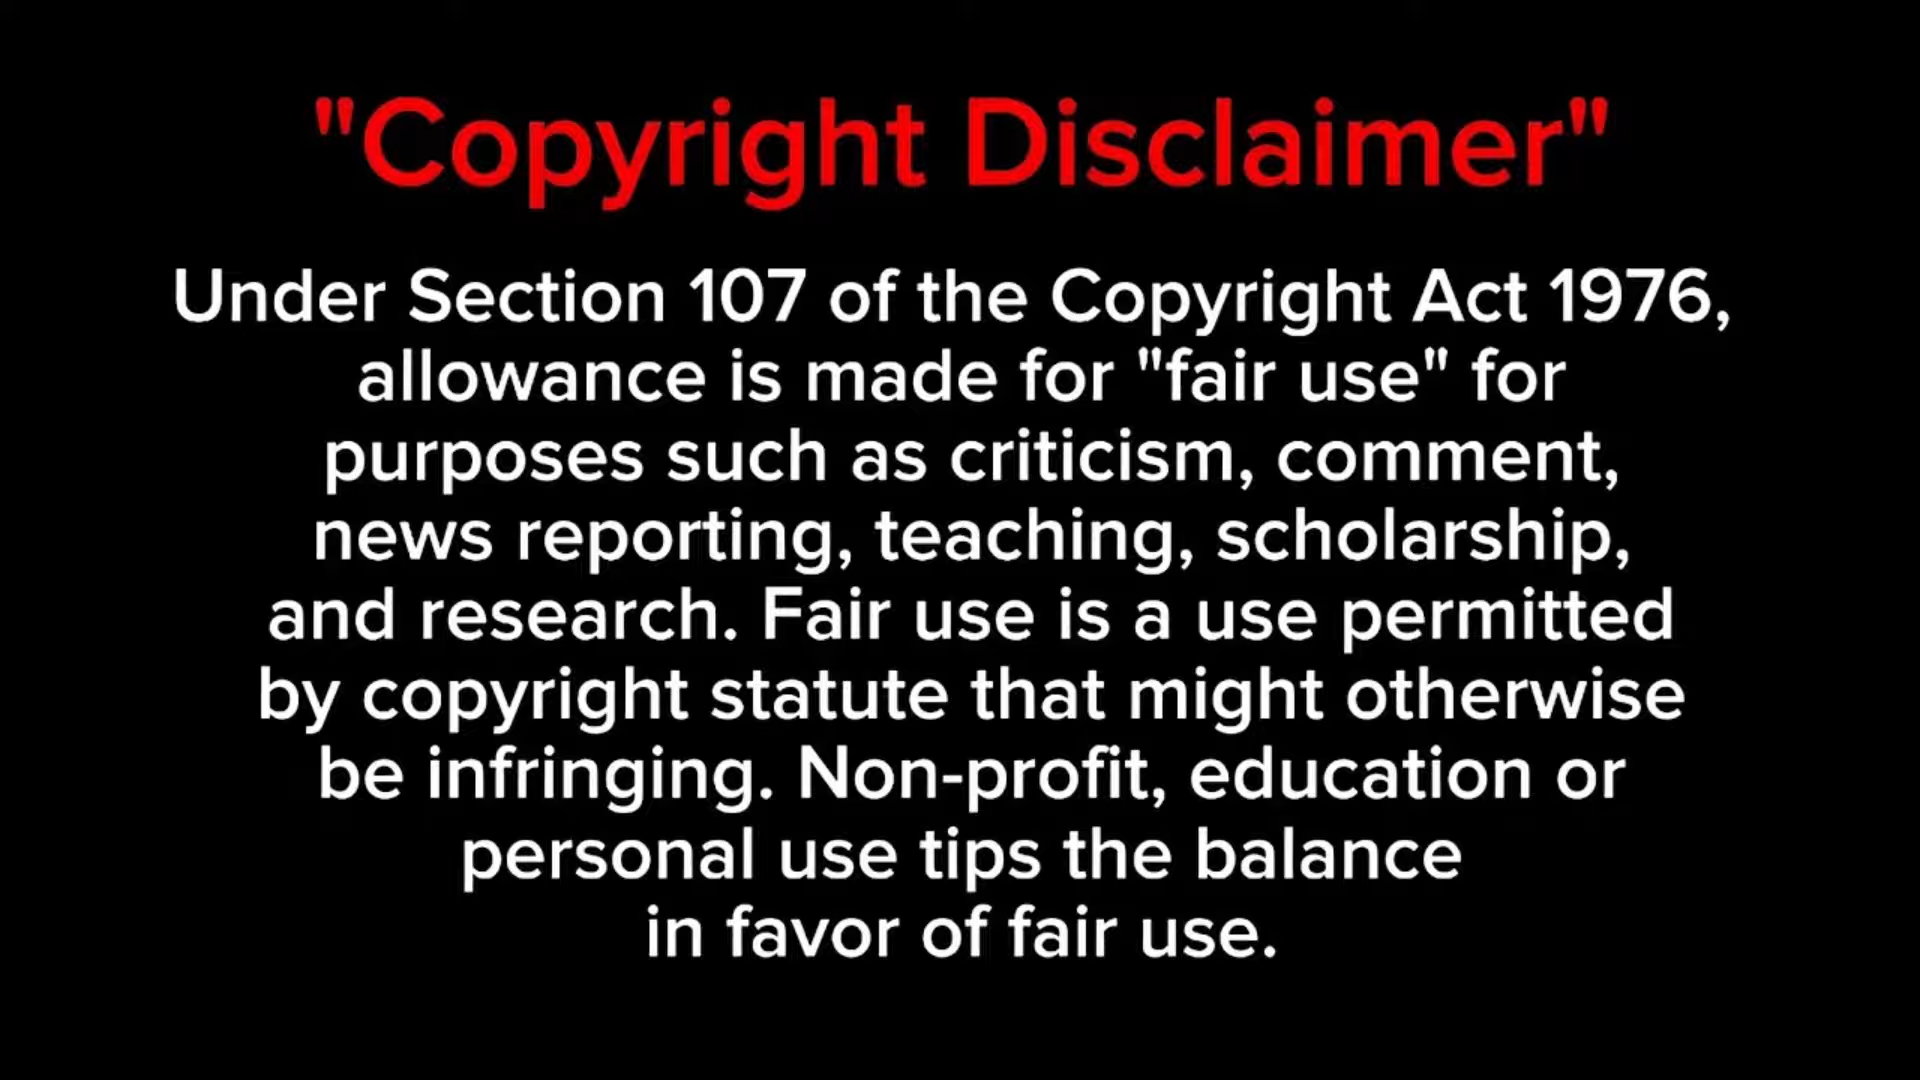 "Copyright Disclaimer"
Under Section 107 of the Copyright Act 1976,
allowance is made for "fair use" for
purposes such as criticism, comment,
news reporting, teaching, scholarship,
and research. Fair use is a use permitted
by copyright statute that might otherwise
be infringing. Non-profit, education or
personal use tips the balance
in favor of fair use.